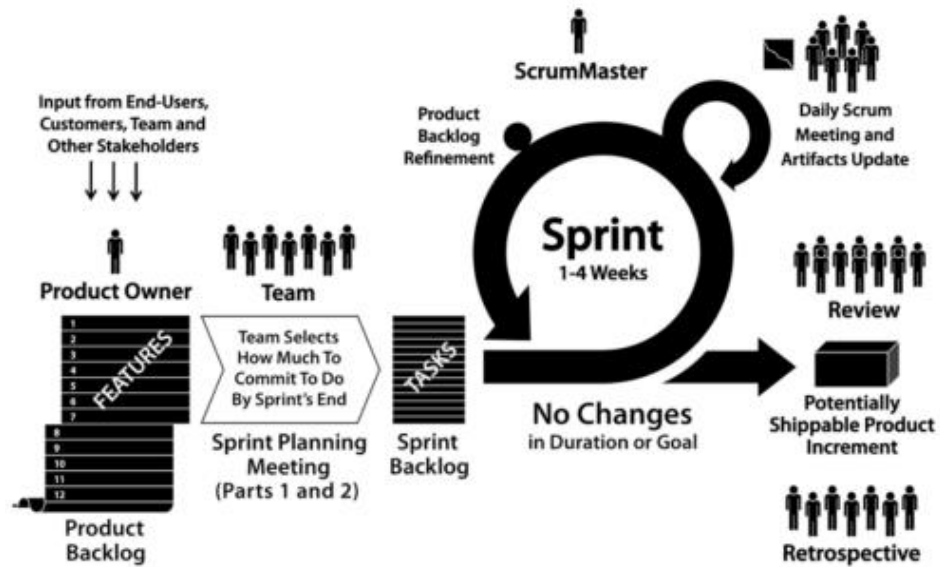 Input from End-Users,
Customers, Team and
Other Stakeholders
Product Owner
1
2
3
4
5
6
7
FEATURES
8
9
10
11
12
Product
Backlog
Team
Team Selects
How Much To
Commit To Do
By Sprint's End
Sprint Planning
Meeting
(Parts 1 and 2)
TASKS
Sprint
Backlog
ScrumMaster
Product
Backlog
Refinement
Sprint
1-4 Weeks
No Changes
in Duration or Goal
Daily Scrum
Meeting and
Artifacts Update
Review
Potentially
Shippable Product
Increment
Retrospective